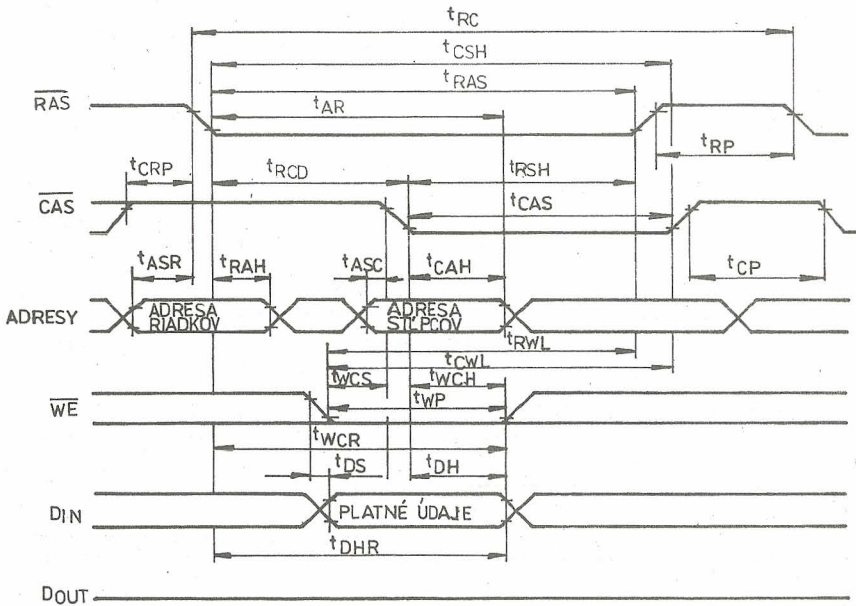 tRC
tCSH
tRAS
RAS
tAR
tRP
tCRP
tRCD
tRSH
CAS
tCAS
tASR
tRAH
tASC
tCAH
tCP
ADRESY
ADRESA
RIADKOV
ADRESA
STĹPCOV
tRWL
tCWL
tWCS
tWCH
WE
tWP
tWCR
tDS
tDH
DIN
PLATNÉ ÚDAJE
tDHR
DOUT